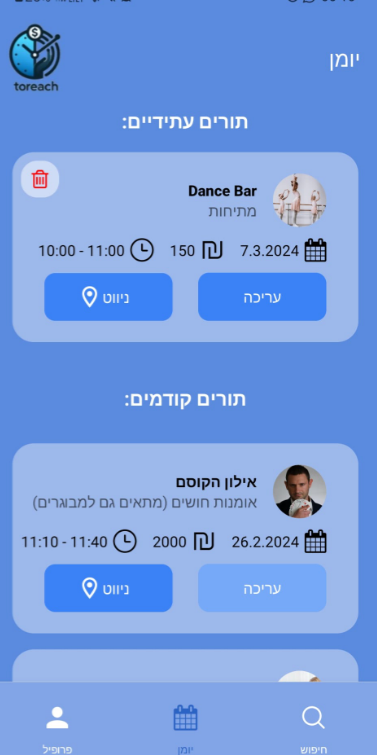 toreach
יומן
תורים עתידיים:
Dance Bar
מתיחות
7.3.2024 150 10:00 - 11:00
עריכה ניווט
תורים קודמים:
אילון הקוסם
אומנות חושים (מתאים גם למבוגרים)
26.2.2024 2000 11:10 - 11:40
עריכה ניווט
חיפוש יומן פרופיל